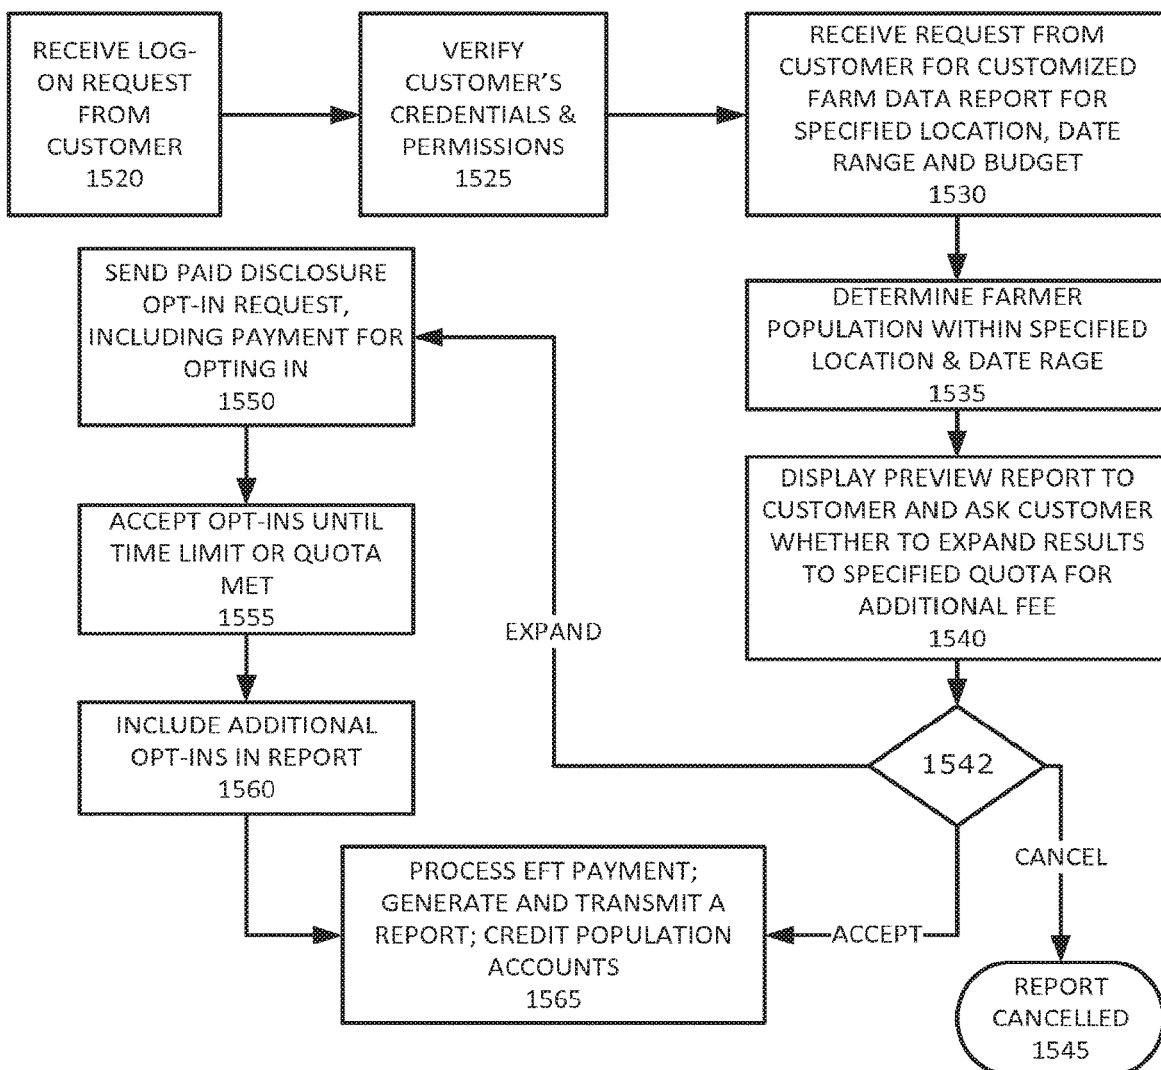 RECEIVE LOG-
ON REQUEST
FROM
CUSTOMER
1520
VERIFY
CUSTOMER'S
CREDENTIALS &
PERMISSIONS
1525
RECEIVE REQUEST FROM
CUSTOMER FOR CUSTOMIZED
FARM DATA REPORT FOR
SPECIFIED LOCATION, DATE
RANGE AND BUDGET
1530
DETERMINE FARMER
POPULATION WITHIN SPECIFIED
LOCATION & DATE RAGE
1535
DISPLAY PREVIEW REPORT TO
CUSTOMER AND ASK CUSTOMER
WHETHER TO EXPAND RESULTS
TO SPECIFIED QUOTA FOR
ADDITIONAL FEE
1540
1542
EXPAND
SEND PAID DISCLOSURE
OPT-IN REQUEST,
INCLUDING PAYMENT FOR
OPTING IN
1550
ACCEPT OPT-INS UNTIL
TIME LIMIT OR QUOTA
MET
1555
INCLUDE ADDITIONAL
OPT-INS IN REPORT
1560
ACCEPT
PROCESS EFT PAYMENT;
GENERATE AND TRANSMIT A
REPORT; CREDIT POPULATION
ACCOUNTS
1565
CANCEL
REPORT
CANCELLED
1545